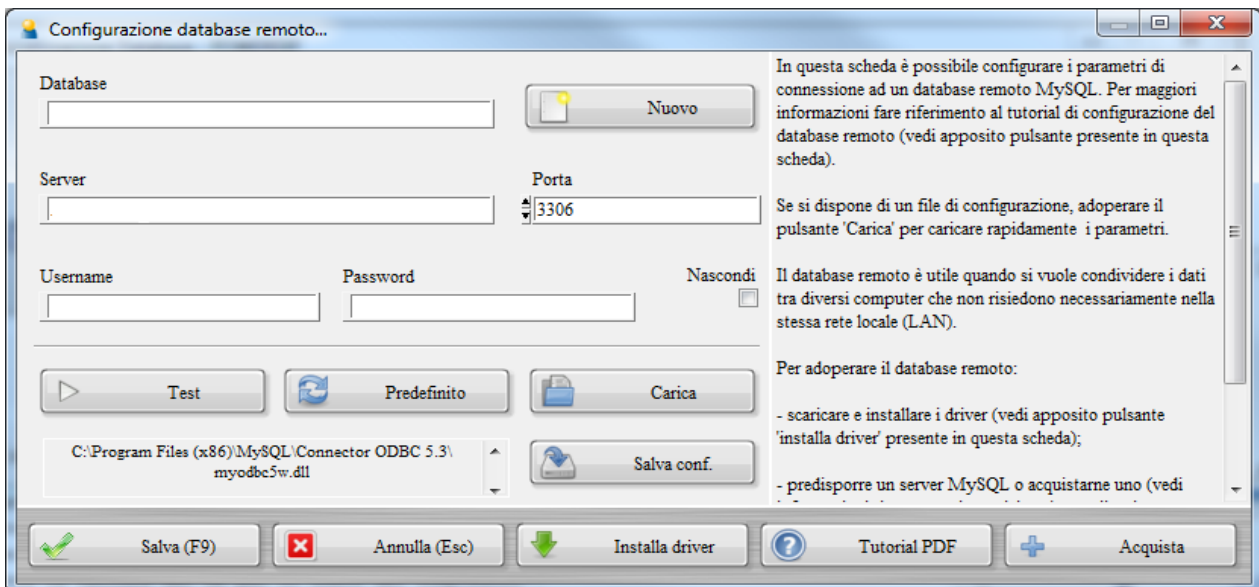 Configurazione database remoto...
Database
Nuovo
Server
Porta
3306
Username
Password
Nascondi
Test
Predefinito
Carica
C:\Program Files (x86)\MySQL\Connector ODBC 5.3\
myodbc5w.dll
Salva conf.
In questa scheda è possibile configurare i parametri di
connessione ad un database remoto MySQL. Per maggiori
informazioni fare riferimento al tutorial di configurazione del
database remoto (vedi apposito pulsante presente in questa
scheda).
Se si dispone di un file di configurazione, adoperare il
pulsante 'Carica' per caricare rapidamente  i parametri.
Il database remoto è utile quando si vuole condividere i dati
tra diversi computer che non risiedono necessariamente nella
stessa rete locale (LAN).
Per adoperare il database remoto:
- scaricare e installare i driver (vedi apposito pulsante
'installa driver' presente in questa scheda);
- predisporre un server MySQL o acquistarne uno (vedi
Salva (F9)
Annulla (Esc)
Installa driver
Tutorial PDF
Acquista